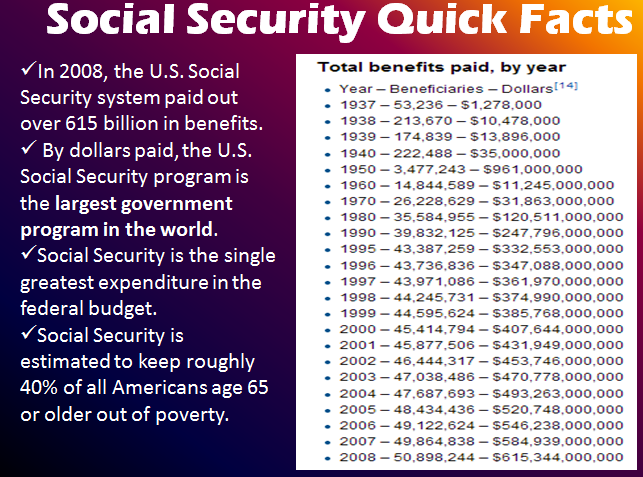 Social Security Quick Facts
✓In 2008, the U.S. Social
Security system paid out
over 615 billion in benefits.
✓ By dollars paid, the U.S.
Social Security program is
the largest government
program in the world.
✓Social Security is the single
greatest expenditure in the
federal budget.
✓Social Security is
estimated to keep roughly
40% of all Americans age 65
or older out of poverty.
Total benefits paid, by year
• Year – Beneficiaries – Dollars[14]
• 1937 – 53,236 – $1,278,000
• 1938 – 213,670 – $10,478,000
• 1939 – 174,839 – $13,896,000
• 1940 – 222,488 – $35,000,000
• 1950 – 3,477,243 – $961,000,000
• 1960 – 14,844,589 – $11,245,000,000
• 1970 – 26,228,629 – $31,863,000,000
• 1980 – 35,584,955 – $120,511,000,000
• 1990 – 39,832,125 – $247,796,000,000
• 1995 – 43,387,259 – $332,553,000,000
• 1996 – 43,736,836 – $347,088,000,000
• 1997 – 43,971,086 – $361,970,000,000
• 1998 – 44,245,731 – $374,990,000,000
• 1999 – 44,595,624 – $385,768,000,000
• 2000 – 45,414,794 – $407,644,000,000
• 2001 – 45,877,506 – $431,949,000,000
• 2002 – 46,444,317 – $453,746,000,000
• 2003 – 47,038,486 – $470,778,000,000
• 2004 – 47,687,693 – $493,263,000,000
• 2005 – 48,434,436 – $520,748,000,000
• 2006 – 49,122,624 – $546,238,000,000
• 2007 – 49,864,838 – $584,939,000,000
• 2008 – 50,898,244 – $615,344,000,000